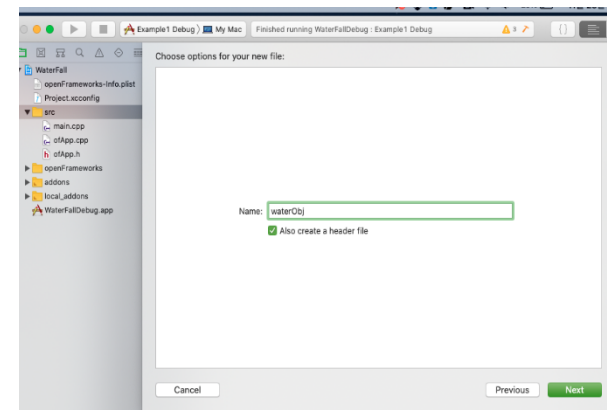 Example1 Debug
My Mac
Finished running WaterFallDebug : Example1 Debug
3
WaterFall
openFrameworks-Info.plist
Project.xcconfig
src
main.cpp
ofApp.cpp
ofApp.h
openFrameworks
addons
local_addons
WaterFallDebug.app
Choose options for your new file:
Name: waterObj
Also create a header file
Cancel
Previous
Next